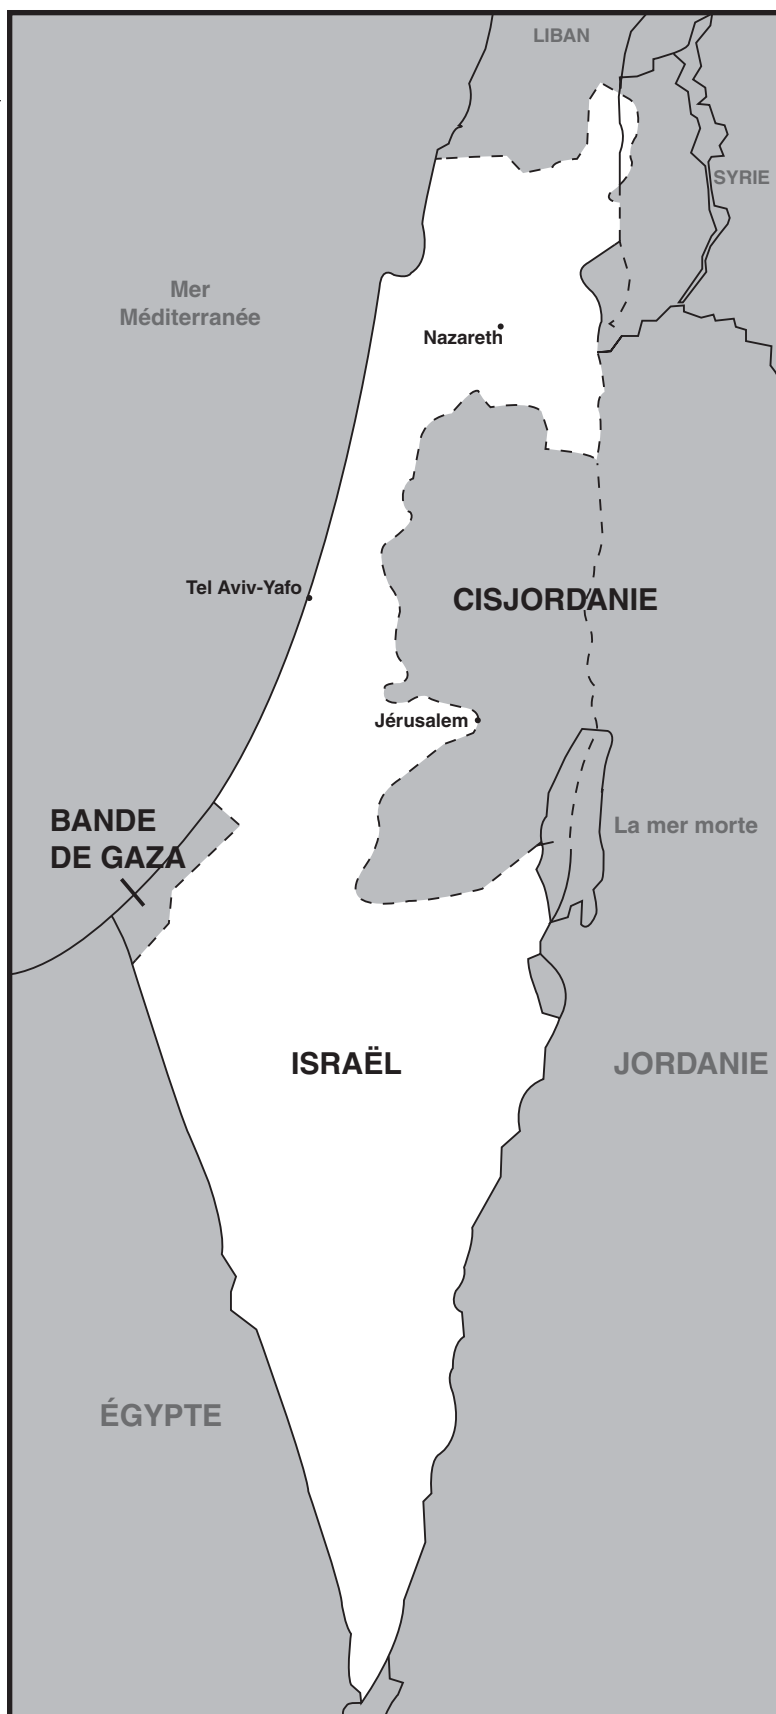 LIBAN
SYRIE
Mer
Méditerranée
Nazareth
Tel Aviv-Yafo
CISJORDANIE
Jérusalem
BANDE
DE GAZA
La mer morte
ISRAËL
JORDANIE
ÉGYPTE